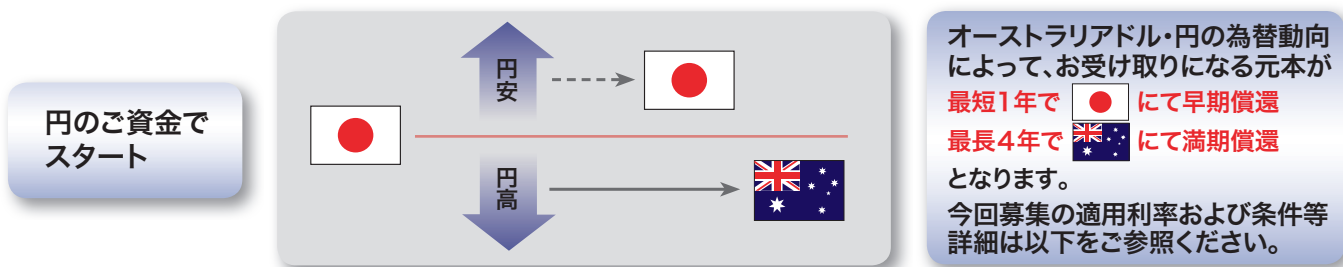 円のご資金で
スタート
円安
円高
オーストラリアドル・円の為替動向
によって、お受け取りになる元本が
最短1年で にて早期償還
最長4年で にて満期償還
となります。
今回募集の適用利率および条件等
詳細は以下をご参照ください。